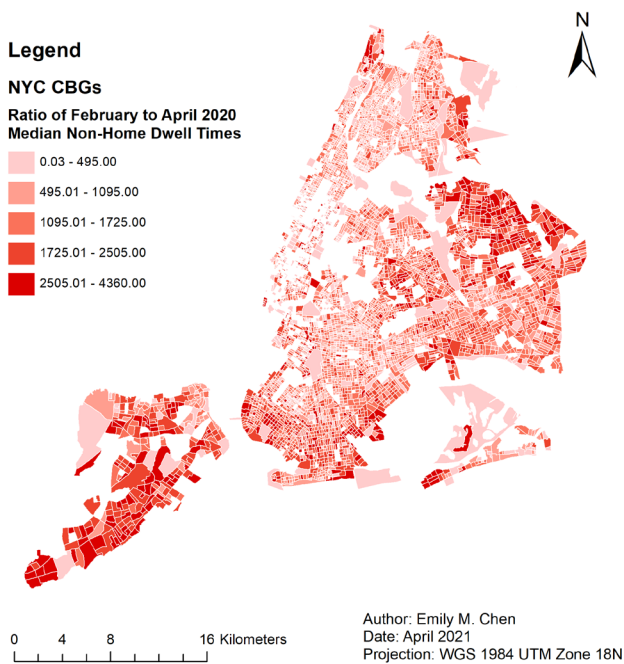 N
Legend
NYC CBGs
Ratio of February to April 2020
Median Non-Home Dwell Times
0.03 - 495.00
495.01 - 1095.00
1095.01 - 1725.00
1725.01 - 2505.00
2505.01 - 4360.00
0 4 8 16 Kilometers
Author: Emily M. Chen
Date: April 2021
Projection: WGS 1984 UTM Zone 18N